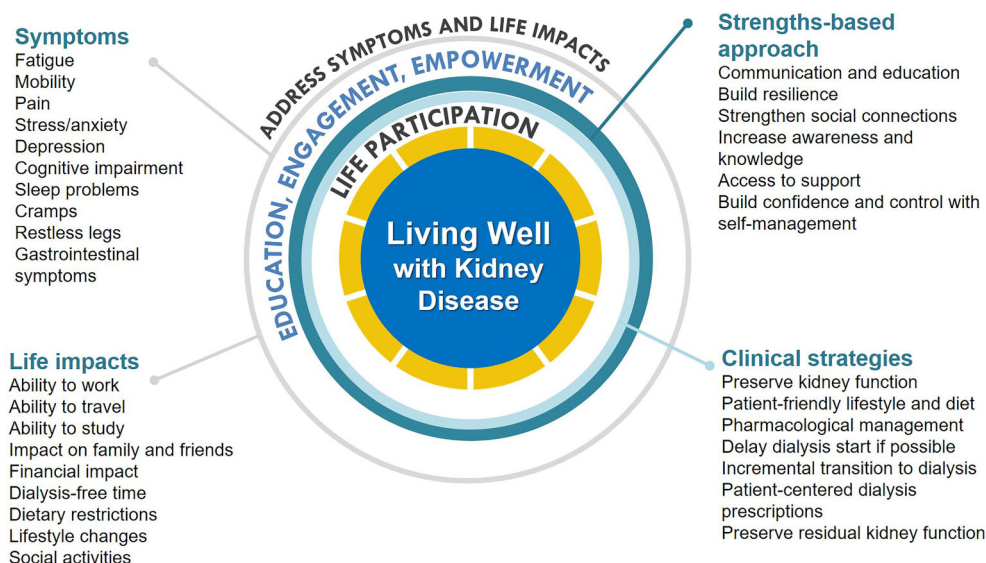 Symptoms
Fatigue
Mobility
Pain
Stress/anxiety
Depression
Cognitive impairment
Sleep problems
Cramps
Restless legs
Gastrointestinal
symptoms
Life impacts
Ability to work
Ability to travel
Ability to study
Impact on family and friends
Financial impact
Dialysis-free time
Dietary restrictions
Lifestyle changes
Social activities
ADDRESS SYMPTOMS AND LIFE IMPACTS
EDUCATION, ENGAGEMENT, EMPOWERMENT
LIFE PARTICIPATION
Living Well
with Kidney
Disease
Strengths-based
approach
Communication and education
Build resilience
Strengthen social connections
Increase awareness and
knowledge
Access to support
Build confidence and control with
self-management
Clinical strategies
Preserve kidney function
Patient-friendly lifestyle and diet
Pharmacological management
Delay dialysis start if possible
Incremental transition to dialysis
Patient-centered dialysis
prescriptions
Preserve residual kidney function